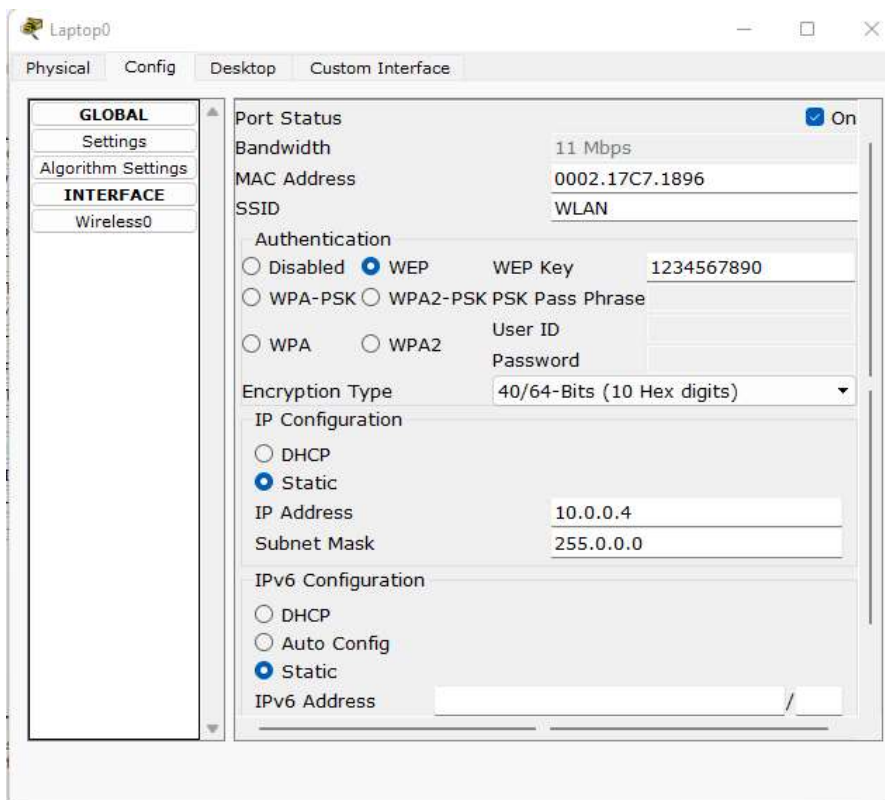 Laptop0
Physical Config Desktop Custom Interface
GLOBAL
Settings
Algorithm Settings
INTERFACE
Wireless0
Port Status On
Bandwidth 11 Mbps
MAC Address 0002.17C7.1896
SSID WLAN
Authentication
Disabled WEP WEP Key 1234567890
WPA-PSK WPA2-PSK PSK Pass Phrase
User ID
WPA WPA2
Password
Encryption Type 40/64-Bits (10 Hex digits)
IP Configuration
DHCP
Static
IP Address 10.0.0.4
Subnet Mask 255.0.0.0
IPv6 Configuration
DHCP
Auto Config
Static
IPv6 Address /